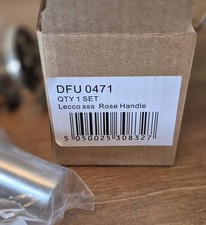 DFU 0471
QTY 1 SET
Lecco sss Rose Handle
5 050025 308327